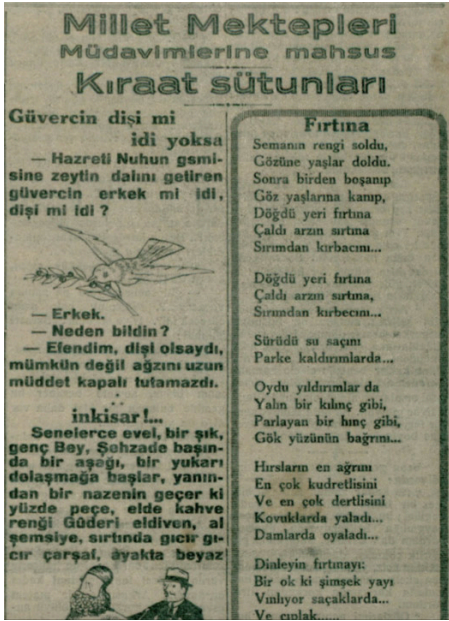 Millet Mektepleri
Müdavimlerine mahsus
Kıraat sütunları
Güvercin dişi mi
idi yoksa
— Hazreti Nuhun gemi-
sine zeytin dalını getiren
güvercin erkek mi idi,
dişi mi idi ?
— Erkek.
— Neden bildin ?
— Efendim, dişi olsaydı,
mümkün değil ağzını uzun
müddet kapalı tutamazdı.
inkisar !...
Senelerce evel, bir şık,
genç Bey, Şehzade başın-
da bir aşağı, bir yukarı
dolaşmağa başlar, yanın-
dan bir nazenin geçer ki
yüzde peçe, elde kahve
rengi Güderi eldiven, al
şemsiye, sırtında gıcır gı-
cır çarşaf, ayakta beyaz
Fırtına
Semanın rengi soldu,
Gözüne yaşlar doldu.
Sonra birden boşanıp
Göz yaşlarına kanıp,
Döğdü yeri fırtına
Çaldı arzın sırtına
Sırımdan kırbacını...
Döğdü yeri fırtına
Çaldı arzın sırtına,
Sırımdan kırbecını...
Sürüdü su saçını
Parke kaldırımlarda...
Oydu yıldırımlar da
Yalın bir kılınç gibi,
Parlayan bir hınç gibi,
Gök yüzünün bağrını...
Hırsların en ağrını
En çok kudretlisini
Ve en çok dertlisini
Kovuklarda yaladı...
Damlarda oyaladı...
Dinleyin fırtınayı:
Bir ok ki şimşek yayı
Vınlıyor saçaklarda...
Ve çıplak......